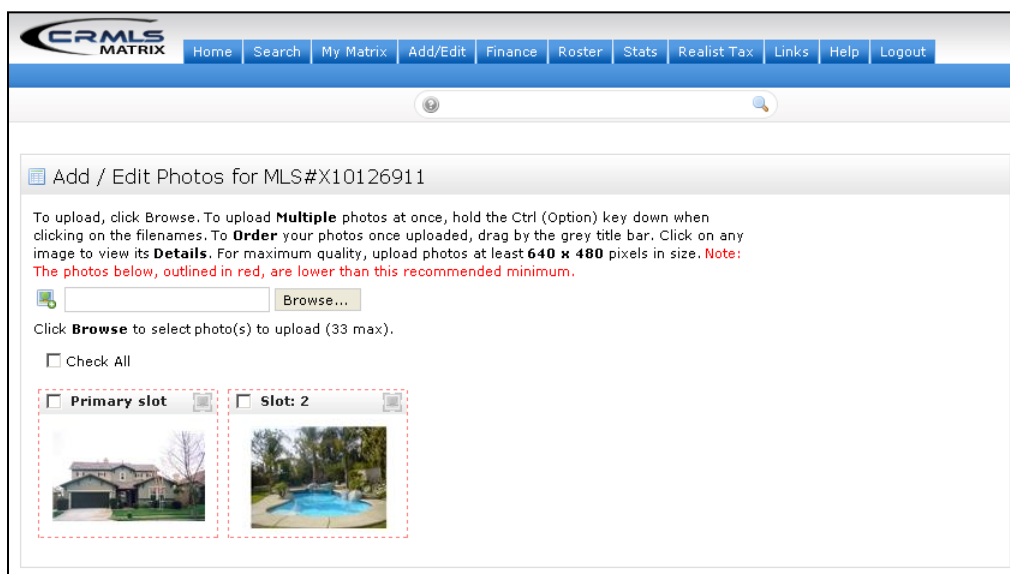 CRMLS
MATRIX
Home Search My Matrix Add/Edit Finance Roster Stats Realist Tax Links Help Logout
Add / Edit Photos for MLS#X10126911
To upload, click Browse. To upload Multiple photos at once, hold the Ctrl (Option) key down when
clicking on the filenames. To Order your photos once uploaded, drag by the grey title bar. Click on any
image to view its Details. For maximum quality, upload photos at least 640 x 480 pixels in size. Note:
The photos below, outlined in red, are lower than this recommended minimum.
Browse...
Click Browse to select photo(s) to upload (33 max).
Check All
Primary slot Slot: 2